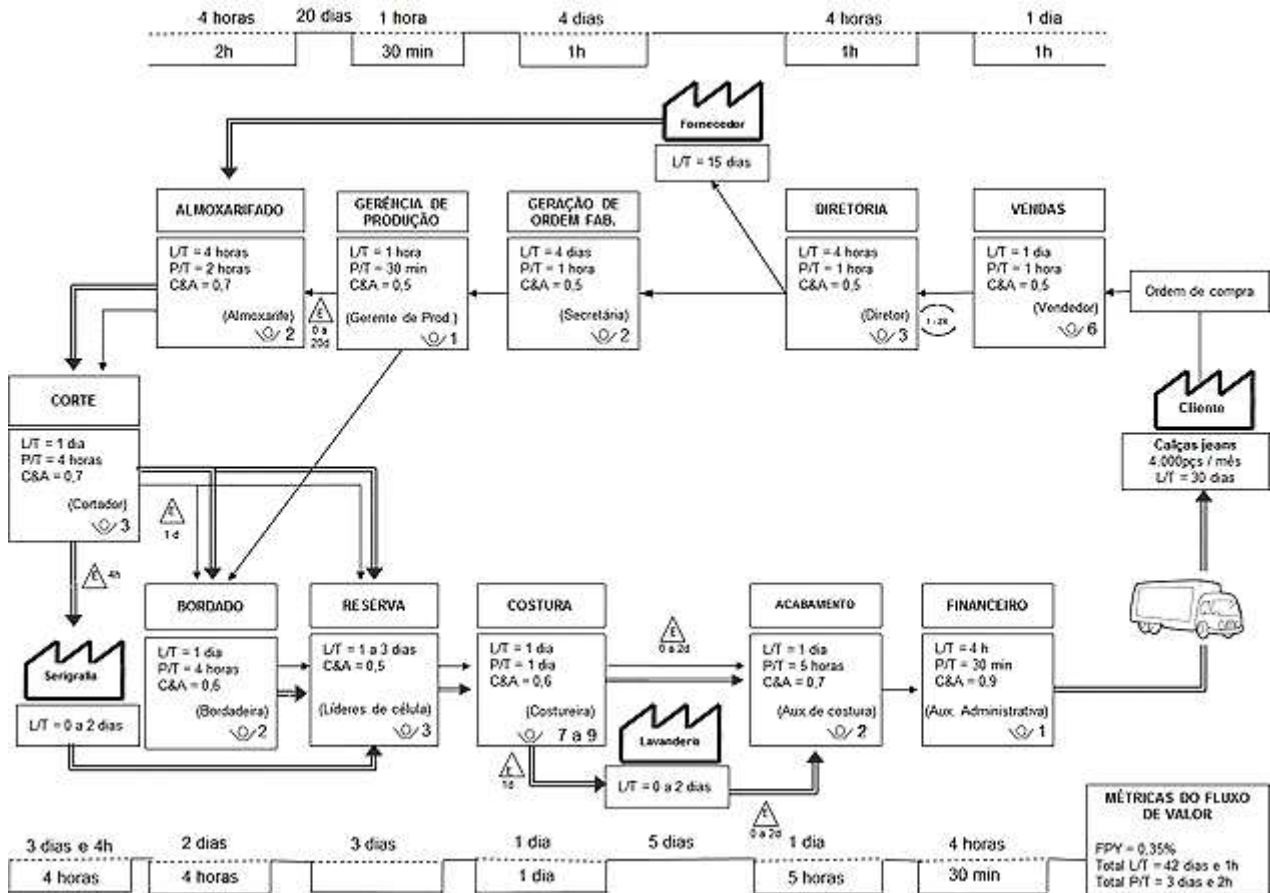 4 horas
20 dias
1 hora
4 dias
4 horas
1 dia
2h
30 min
1h
1h
1h
Fornecedor
L/T = 15 dias
ALMOXARIFADO
L/T = 4 horas
P/T = 2 horas
C&A = 0,7
(Almoxarife)
2
GERÊNCIA DE
PRODUÇÃO
L/T = 1 hora
P/T = 30 min
C&A = 0,5
(Gerente de Prod.)
1
E
0 a
20d
GERAÇÃO DE
ORDEM FAB.
L/T = 4 dias
P/T = 1 hora
C&A = 0,5
(Secretária)
2
DIRETORIA
L/T = 4 horas
P/T = 1 hora
C&A = 0,5
(Diretor)
3
VENDAS
L/T = 1 dia
P/T = 1 hora
C&A = 0,5
(Vendedor)
6
Ordem de compra
Cliente
Calças jeans
4.000pçs / mês
L/T = 30 dias
CORTE
L/T = 1 dia
P/T = 4 horas
C&A = 0,7
(Cortador)
3
E
1 d
E
4h
Serigrafia
L/T = 0 a 2 dias
BORDADO
L/T = 1 dia
P/T = 4 horas
C&A = 0,6
(Bordadeira)
2
RESERVA
L/T = 1 a 3 dias
C&A = 0,5
(Líderes de célula)
3
COSTURA
L/T = 1 dia
P/T = 1 dia
C&A = 0,6
(Costureira)
7 a 9
E
0 a 2d
E
1d
Lavanderia
L/T = 0 a 2 dias
E
0 a 2d
ACABAMENTO
L/T = 1 dia
P/T = 5 horas
C&A = 0,7
(Aux.de costura)
2
FINANCEIRO
L/T = 4 h
P/T = 30 min
C&A = 0,9
(Aux. Administrativa)
1
3 dias e 4h
2 dias
3 dias
1 dia
5 dias
1 dia
4 horas
4 horas
4 horas
1 dia
5 horas
30 min
MÉTRICAS DO FLUXO
DE VALOR
FPY = 0,35%
Total L/T = 42 dias e 1h
Total P/T = 3 dias e 2h